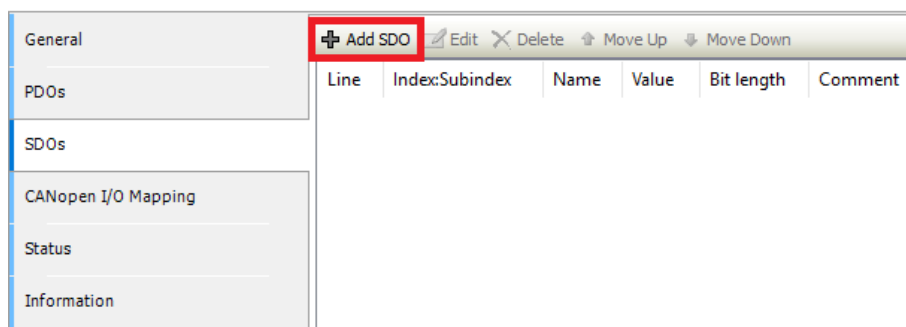 General
PDOs
SDOs
CANopen I/O Mapping
Status
Information
Add SDO Edit Delete Move Up Move Down
Line Index:Subindex Name Value Bit length Comment